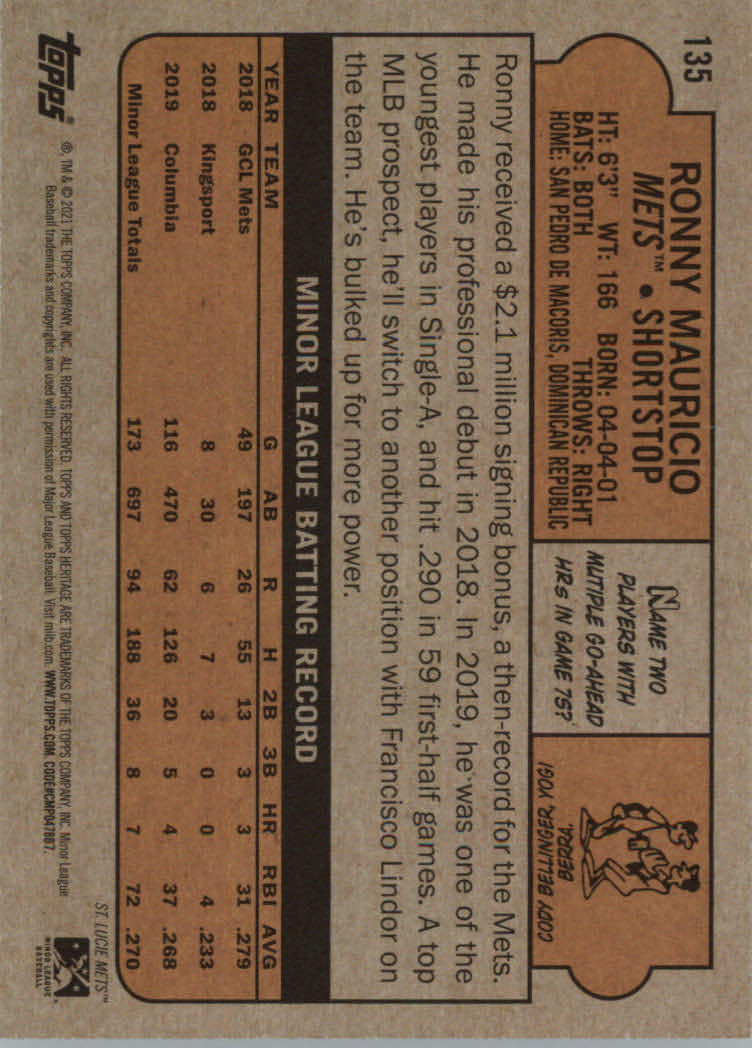 135
RONNY MAURICIO
METS™ • SHORTSTOP
HT: 6'3" WT: 166 BORN: 04-04-01
BATS: BOTH THROWS: RIGHT
HOME: SAN PEDRO DE MACORIS, DOMINICAN REPUBLIC
NAME TWO
PLAYERS WITH
MUTIPLE GO-AHEAD
HRS IN GAME 7S?
CODY BELLINGER, YOGI
BERRA.
Ronny received a $2.1 million signing bonus, a then-record for the Mets.
He made his professional debut in 2018. In 2019, he was one of the
youngest players in Single-A, and hit .290 in 59 first-half games. A top
MLB prospect, he'll switch to another position with Francisco Lindor on
the team. He's bulked up for more power.
MINOR LEAGUE BATTING RECORD
YEAR TEAM G AB R H 2B 3B HR RBI AVG
2018 GCL Mets 49 197 26 55 13 3 3 31 .279
2018 Kingsport 8 30 6 7 3 0 0 4 .233
2019 Columbia 116 470 62 126 20 5 4 37 .268
Minor League Totals 173 697 94 188 36 8 7 72 .270
ST. LUCIE METS™
topps®
®, TM & © 2021 THE TOPPS COMPANY, INC. ALL RIGHTS RESERVED. TOPPS AND TOPPS HERITAGE ARE TRADEMARKS OF THE TOPPS COMPANY, INC. Minor League
Baseball trademarks and copyrights are used with permission of Major League Baseball. Visit milb.com. WWW.TOPPS.COM. CODE#CMP047887.
MINOR LEAGUE
BASEBALL